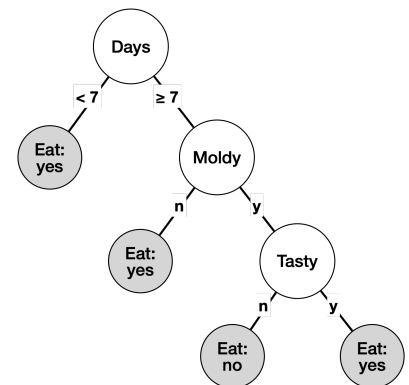 Days
< 7
≥ 7
Eat:
yes
Moldy
n
y
Eat:
yes
Tasty
n
y
Eat:
no
Eat:
yes